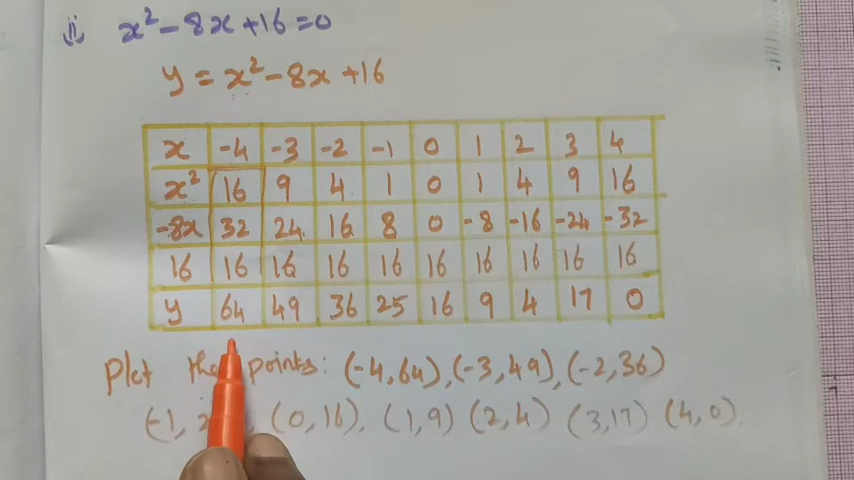 ii) x² - 8x + 16 = 0
y = x² - 8x + 16
x -4 -3 -2 -1 0 1 2 3 4
x² 16 9 4 1 0 1 4 9 16
-8x 32 24 16 8 0 -8 -16 -24 -32
16 16 16 16 16 16 16 16 16 16
y 64 49 36 25 16 9 4 17 0
Plot the points: (-4,64), (-3,49), (-2,36)
(-1, (0,16), (1,9) (2,4) (3,17) (4,0)